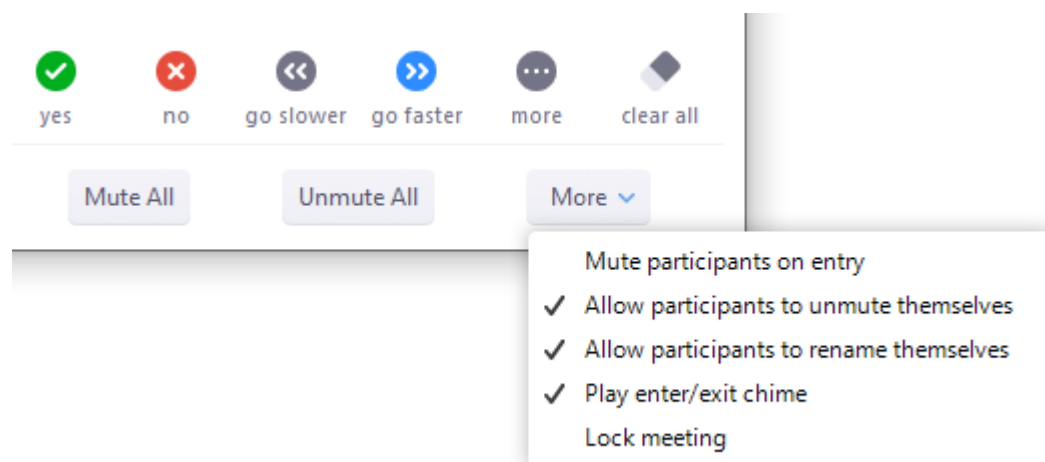 yes no go slower go faster more clear all
Mute All Unmute All More
Mute participants on entry
Allow participants to unmute themselves
Allow participants to rename themselves
Play enter/exit chime
Lock meeting